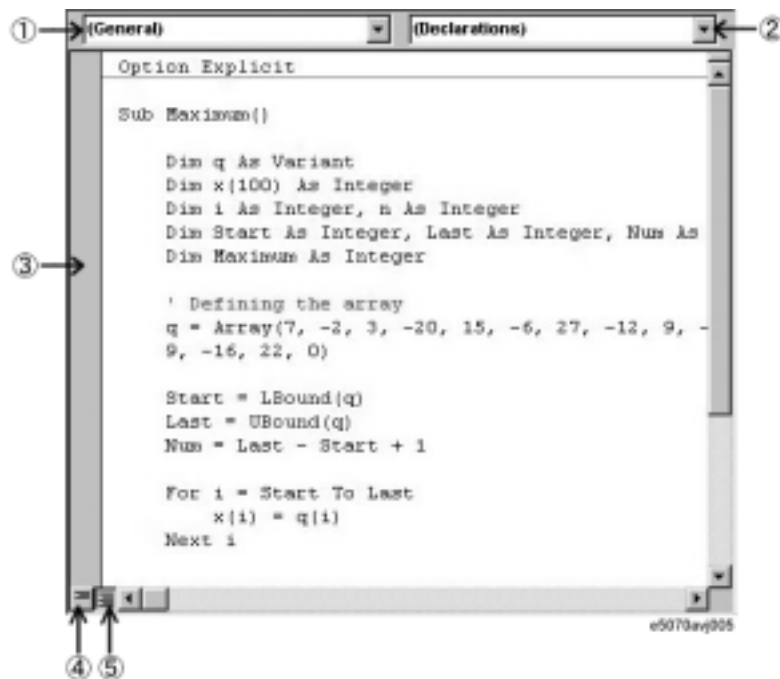 ① (General) (Declarations) ②
Option Explicit
Sub Maximum()
Dim q As Variant
Dim x(100) As Integer
Dim i As Integer, n As Integer
Dim Start As Integer, Last As Integer, Num As
③ Dim Maximum As Integer
' Defining the array
q = Array(7, -2, 3, -20, 15, -6, 27, -12, 9, -
9, -16, 22, 0)
Start = LBound(q)
Last = UBound(q)
Num = Last - Start + 1
For i = Start To Last
x(i) = q(i)
Next i
e5070avj005
④ ⑤